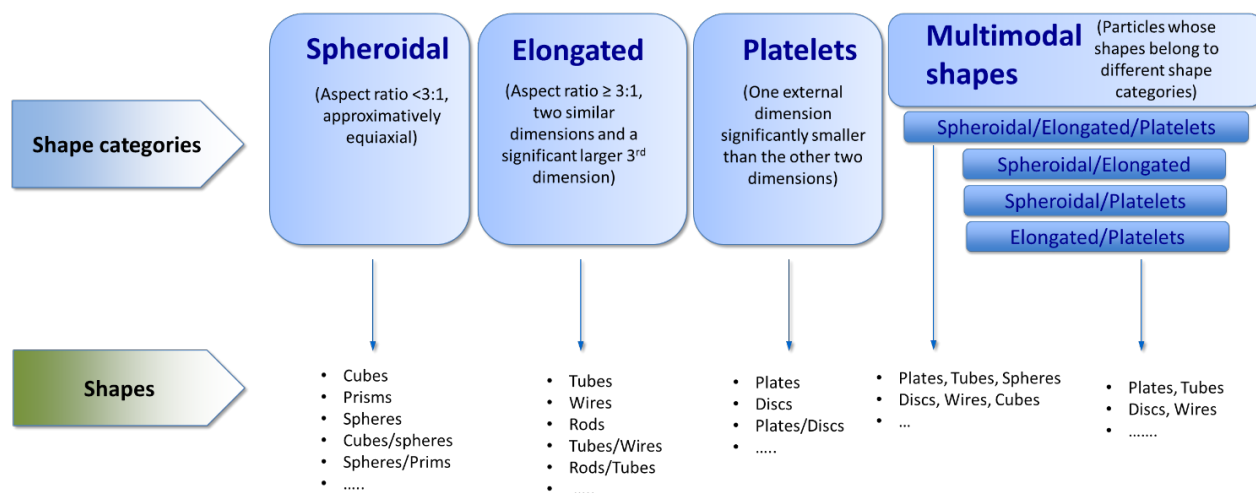 Shape categories
Spheroidal
(Aspect ratio <3:1,
approximatively
equiaxial)
Elongated
(Aspect ratio ≥ 3:1,
two similar
dimensions and a
significant larger 3rd
dimension)
Platelets
(One external
dimension
significantly smaller
than the other two
dimensions)
Multimodal
shapes
(Particles whose
shapes belong to
different shape
categories)
Spheroidal/Elongated/Platelets
Spheroidal/Elongated
Spheroidal/Platelets
Elongated/Platelets
Shapes
• Cubes
• Prisms
• Spheres
• Cubes/spheres
• Spheres/Prims
• .....
• Tubes
• Wires
• Rods
• Tubes/Wires
• Rods/Tubes
• .....
• Plates
• Discs
• Plates/Discs
• .....
• Plates, Tubes, Spheres
• Discs, Wires, Cubes
• ...
• Plates, Tubes
• Discs, Wires
• .......